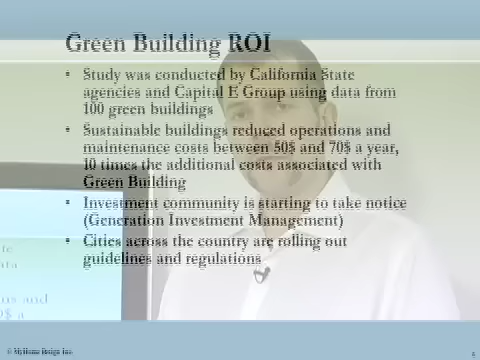 Green Building ROI
• Study was conducted by California State
agencies and Capital E Group using data from
100 green buildings
• Sustainable buildings reduced operations and
maintenance costs between 50$ and 70$ a year,
10 times the additional costs associated with
Green Building
• Investment community is starting to take notice
(Generation Investment Management)
• Cities across the country are rolling out
guidelines and regulations
© MyHome Design Inc.